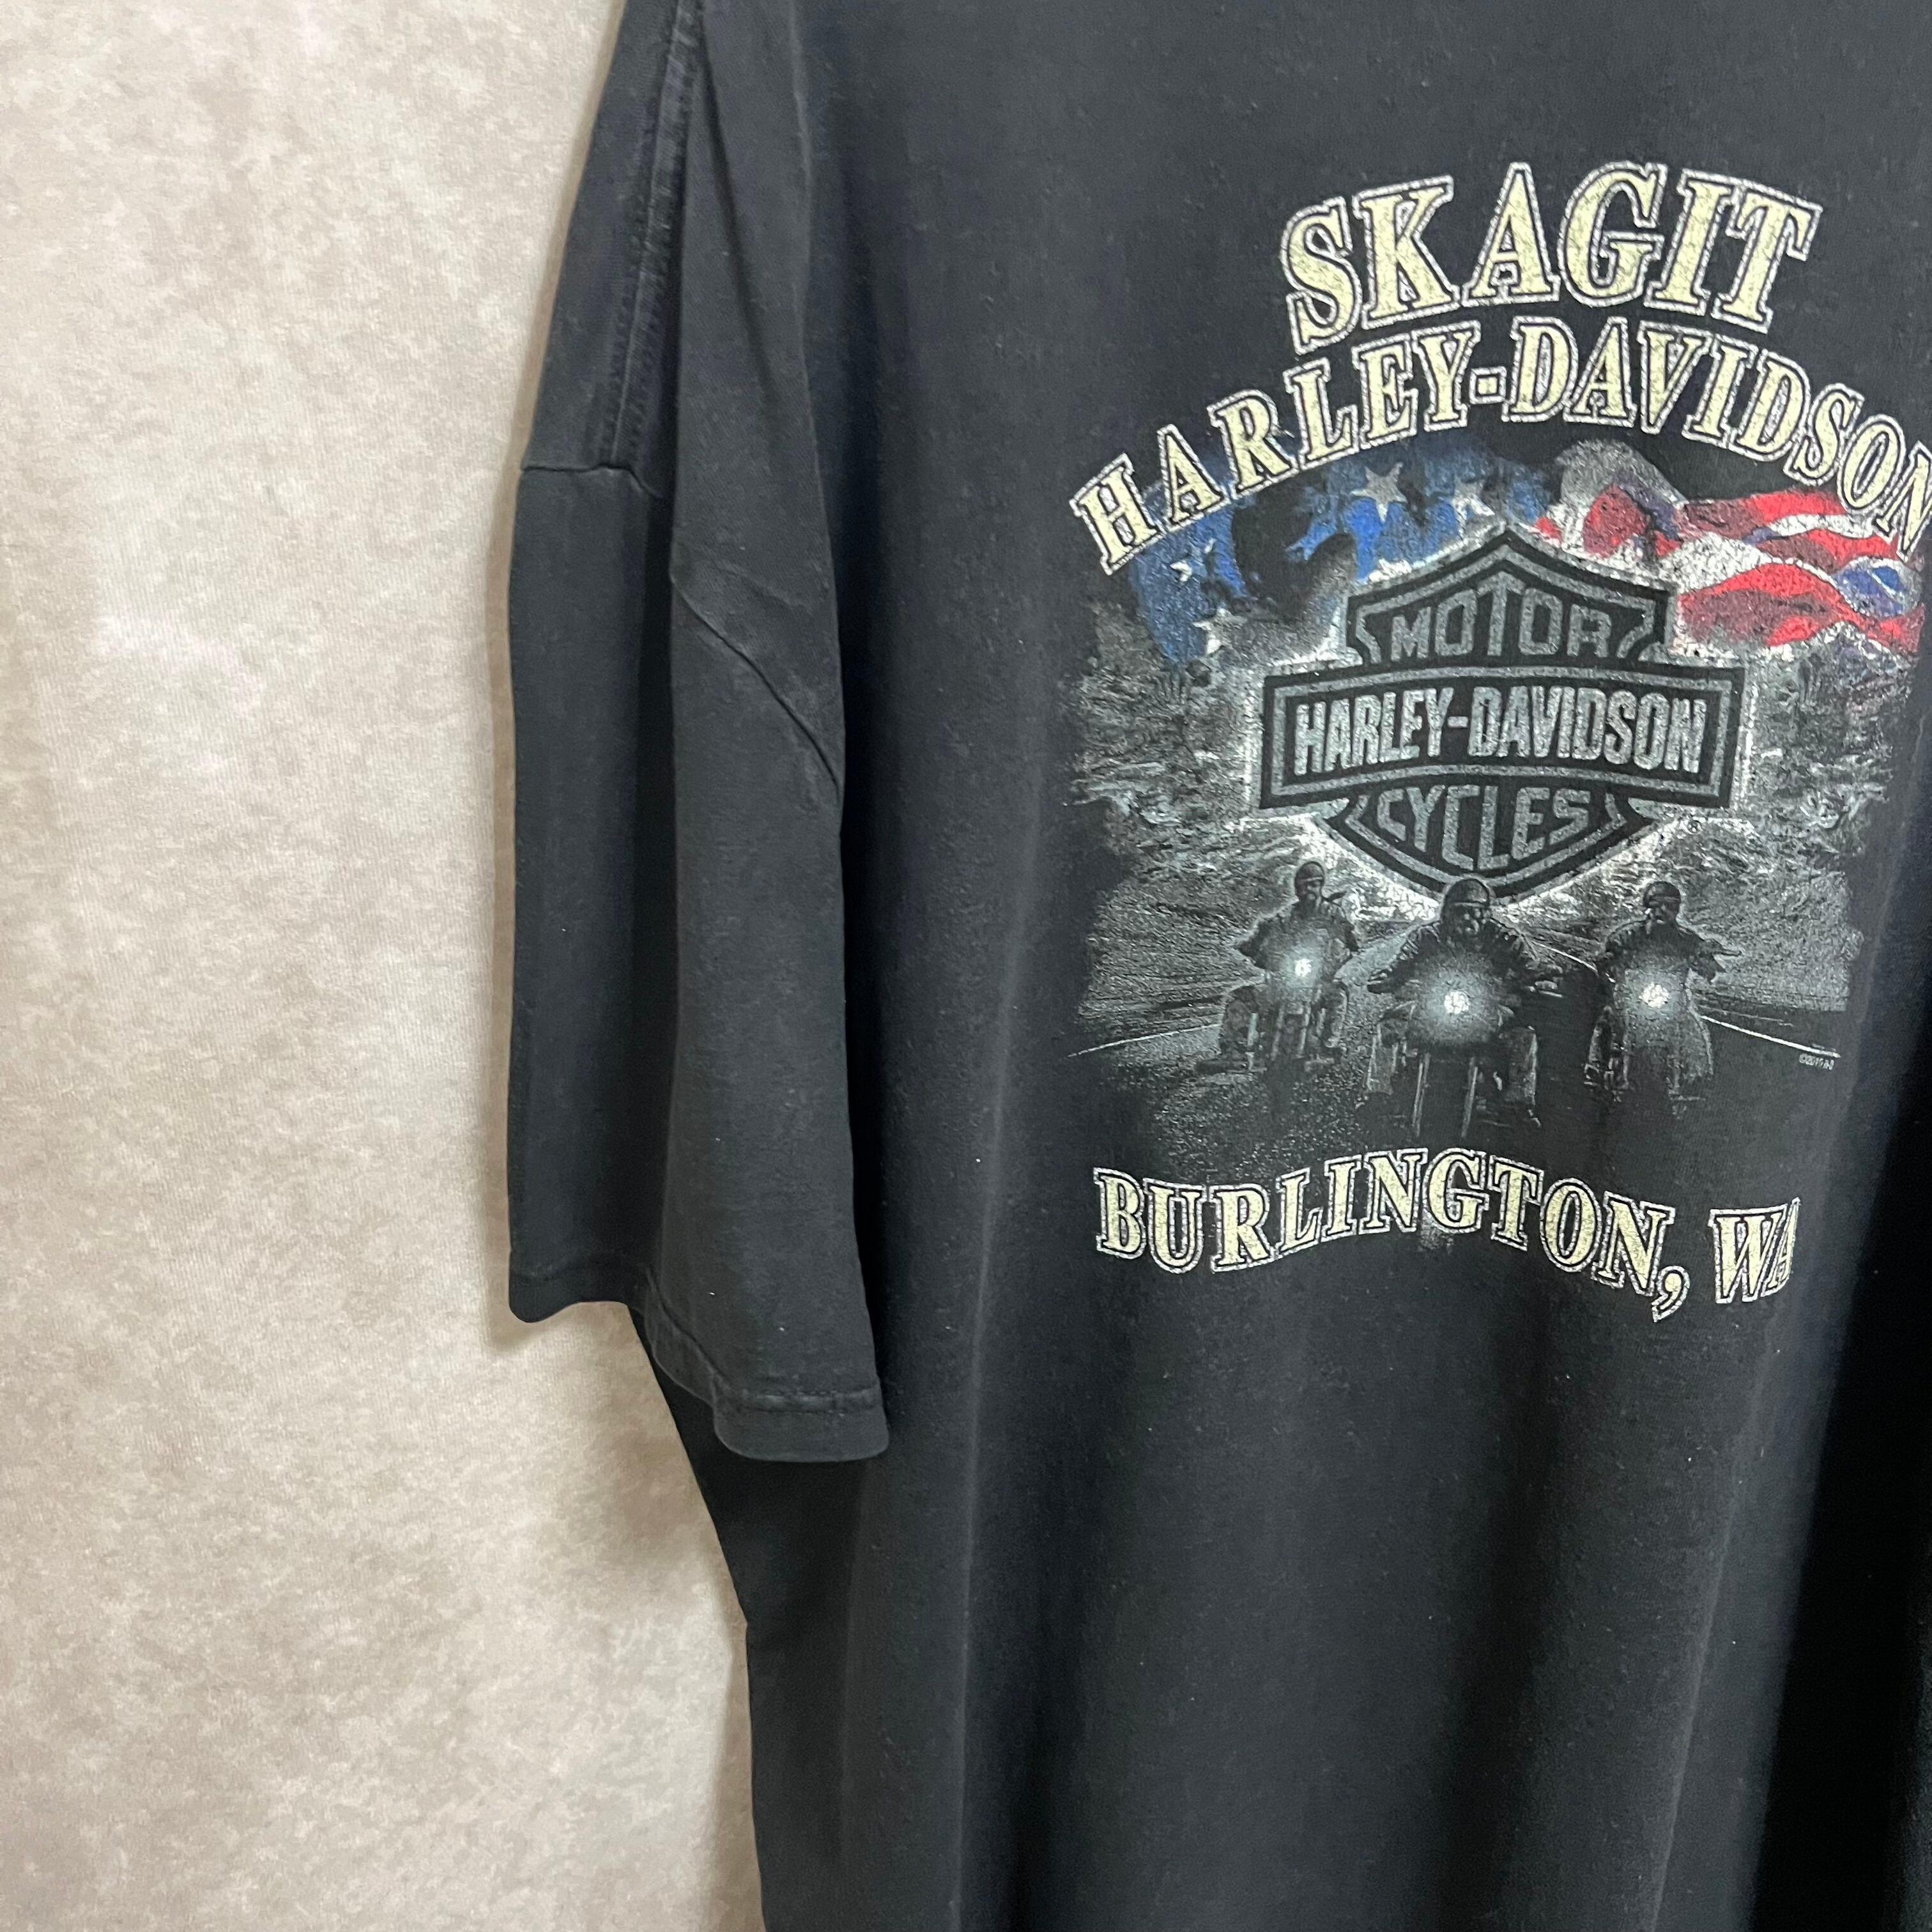 SKAGIT
HARLEY-DAVIDSON
MOTOR
HARLEY-DAVIDSON
CYCLES
BURLINGTON, WA